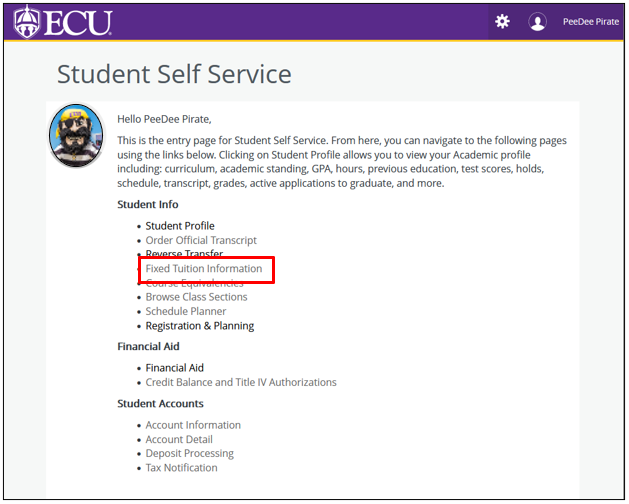 ECU
PeeDee Pirate
Student Self Service
Hello PeeDee Pirate,
This is the entry page for Student Self Service. From here, you can navigate to the following pages
using the links below. Clicking on Student Profile allows you to view your Academic profile
including: curriculum, academic standing, GPA, hours, previous education, test scores, holds,
schedule, transcript, grades, active applications to graduate, and more.
Student Info
• Student Profile
• Order Official Transcript
• Reverse Transfer
• Fixed Tuition Information
• Course Equivalencies
• Browse Class Sections
• Schedule Planner
• Registration & Planning
Financial Aid
• Financial Aid
• Credit Balance and Title IV Authorizations
Student Accounts
• Account Information
• Account Detail
• Deposit Processing
• Tax Notification